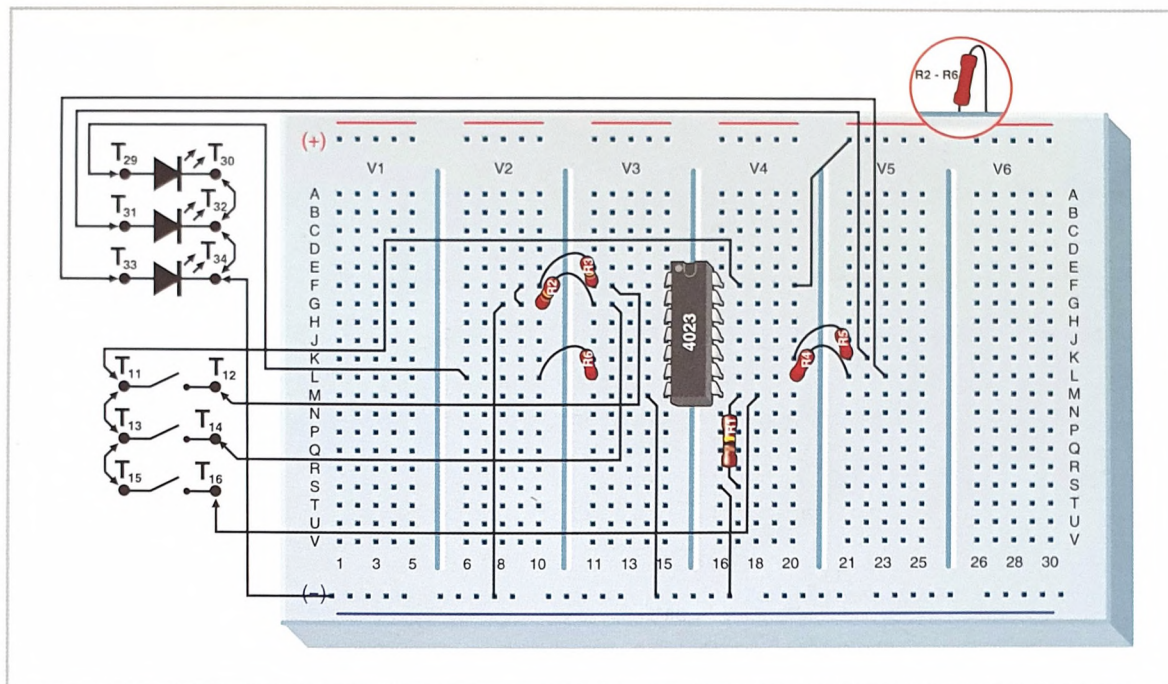 R2 - R6
(+)
V1 V2 V3 V4 V5 V6
T29 T30
T31 T32
T33 T34
T11 T12
T13 T14
T15 T16
A A
B B
C C
D D
E E
F F
G G
H H
J J
K K
L L
M M
N N
P P
Q Q
R R
S S
T T
U U
V V
R3
R2
R6
4023
R5
R4
R1
1 3 5 6 8 10 11 13 15 16 18 20 21 23 25 26 28 30
(-)